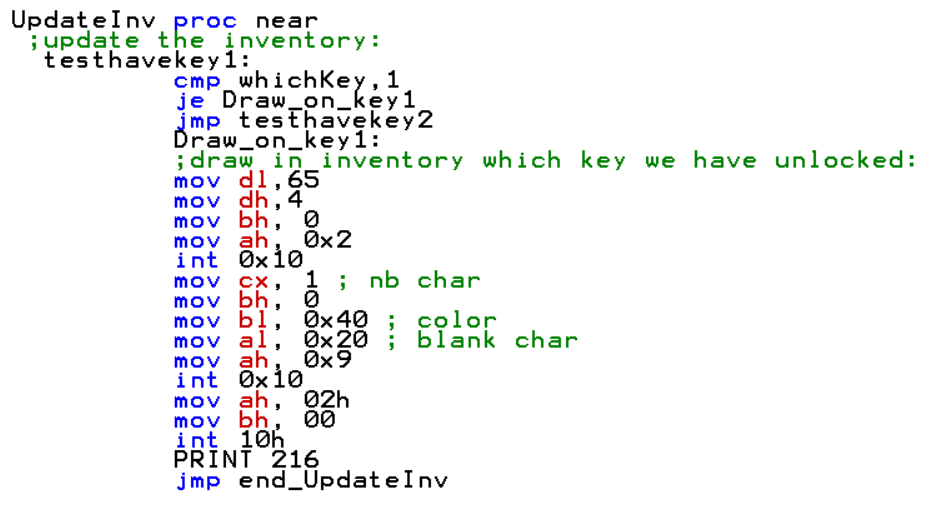 UpdateInv proc near
;update the inventory:
testhavekey1:
cmp whichKey,1
je Draw_on_key1
jmp testhavekey2
Draw_on_key1:
;draw in inventory which key we have unlocked:
mov dl,65
mov dh,4
mov bh, 0
mov ah, 0x2
int 0x10
mov cx, 1 ; nb char
mov bh, 0
mov bl, 0x40 ; color
mov al, 0x20 ; blank char
mov ah, 0x9
int 0x10
mov ah, 02h
mov bh, 00
int 10h
PRINT 216
jmp end_UpdateInv